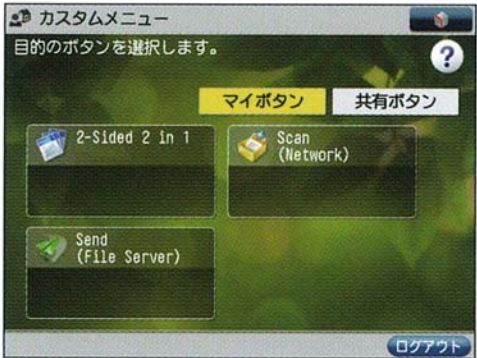 カスタムメニュー
目的のボタンを選択します。
?
マイボタン 共有ボタン
2-Sided 2 in 1
Scan
(Network)
Send
(File Server)
ログアウト